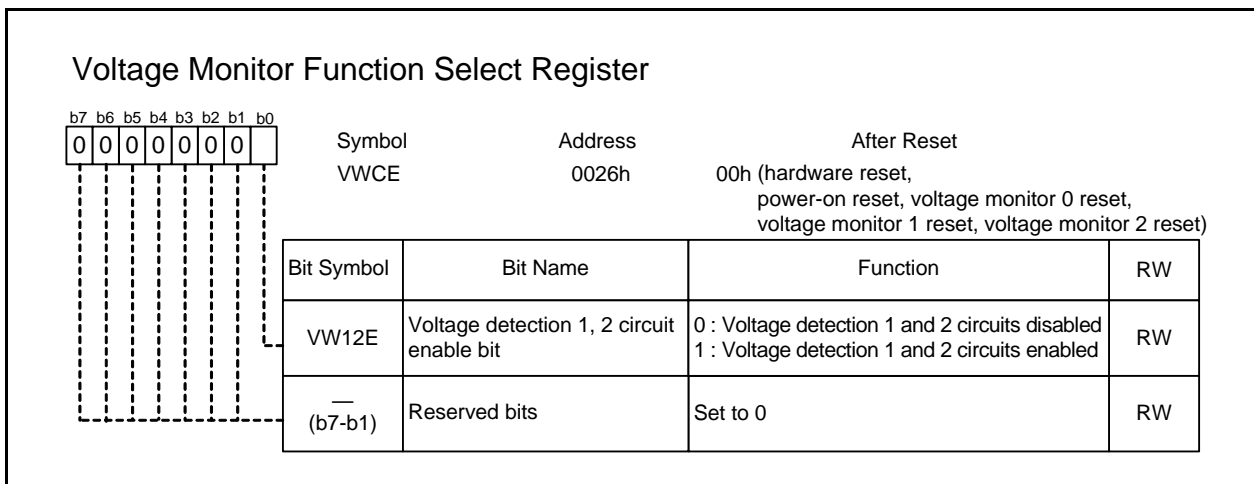 Voltage Monitor Function Select Register
b7 b6 b5 b4 b3 b2 b1 b0
0 0 0 0 0 0 0
Symbol Address After Reset
VWCE 0026h 00h (hardware reset,
power-on reset, voltage monitor 0 reset,
voltage monitor 1 reset, voltage monitor 2 reset)
Bit Symbol Bit Name Function RW
VW12E Voltage detection 1, 2 circuit enable bit 0 : Voltage detection 1 and 2 circuits disabled
1 : Voltage detection 1 and 2 circuits enabled RW
—
(b7-b1) Reserved bits Set to 0 RW